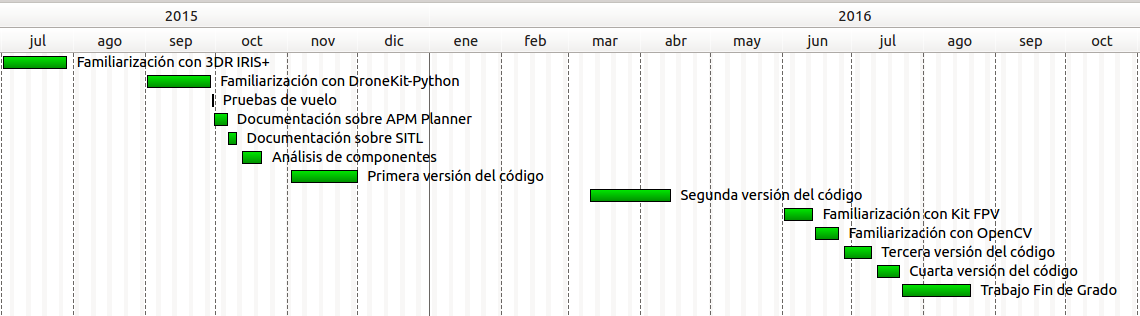 2015 2016
jul ago sep oct nov dic ene feb mar abr may jun jul ago sep oct
Familiarización con 3DR IRIS+
Familiarización con DroneKit-Python
Pruebas de vuelo
Documentación sobre APM Planner
Documentación sobre SITL
Análisis de componentes
Primera versión del código
Segunda versión del código
Familiarización con Kit FPV
Familiarización con OpenCV
Tercera versión del código
Cuarta versión del código
Trabajo Fin de Grado